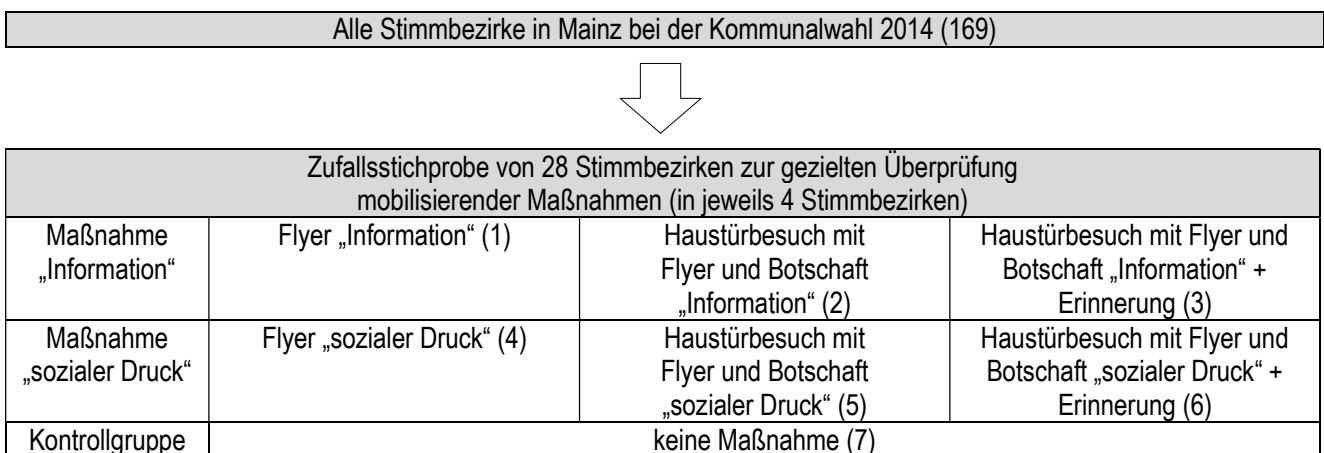 Alle Stimmbezirke in Mainz bei der Kommunalwahl 2014 (169)
Zufallsstichprobe von 28 Stimmbezirken zur gezielten Überprüfung
mobilisierender Maßnahmen (in jeweils 4 Stimmbezirken)
Maßnahme
„Information“
Flyer „Information“ (1)
Haustürbesuch mit
Flyer und Botschaft
„Information“ (2)
Haustürbesuch mit Flyer und
Botschaft „Information“ +
Erinnerung (3)
Maßnahme
„sozialer Druck“
Flyer „sozialer Druck“ (4)
Haustürbesuch mit
Flyer und Botschaft
„sozialer Druck“ (5)
Haustürbesuch mit Flyer und
Botschaft „sozialer Druck“ +
Erinnerung (6)
Kontrollgruppe
keine Maßnahme (7)